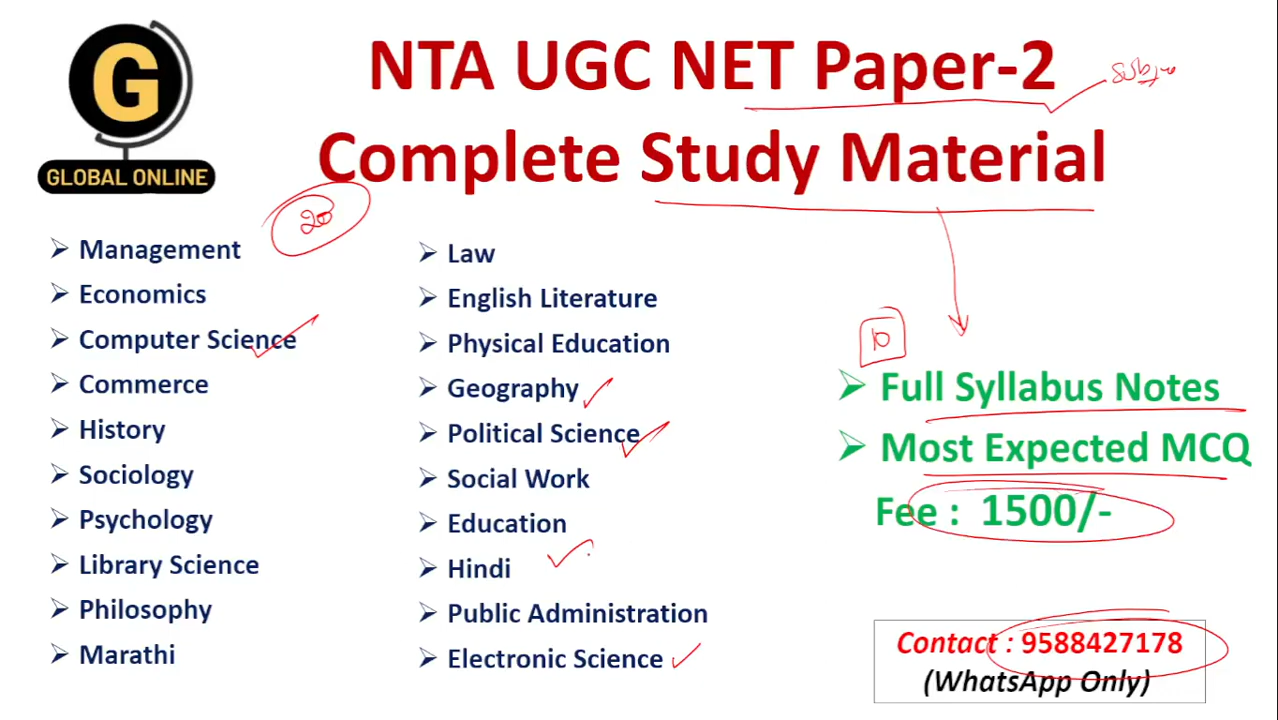 G
GLOBAL ONLINE
NTA UGC NET Paper-2
Complete Study Material
20
Management
Economics
Computer Science
Commerce
History
Sociology
Psychology
Library Science
Philosophy
Marathi
Law
English Literature
Physical Education
Geography
Political Science
Social Work
Education
Hindi
Public Administration
Electronic Science
10
Full Syllabus Notes
Most Expected MCQ
Fee : 1500/-
Contact : 9588427178
(WhatsApp Only)